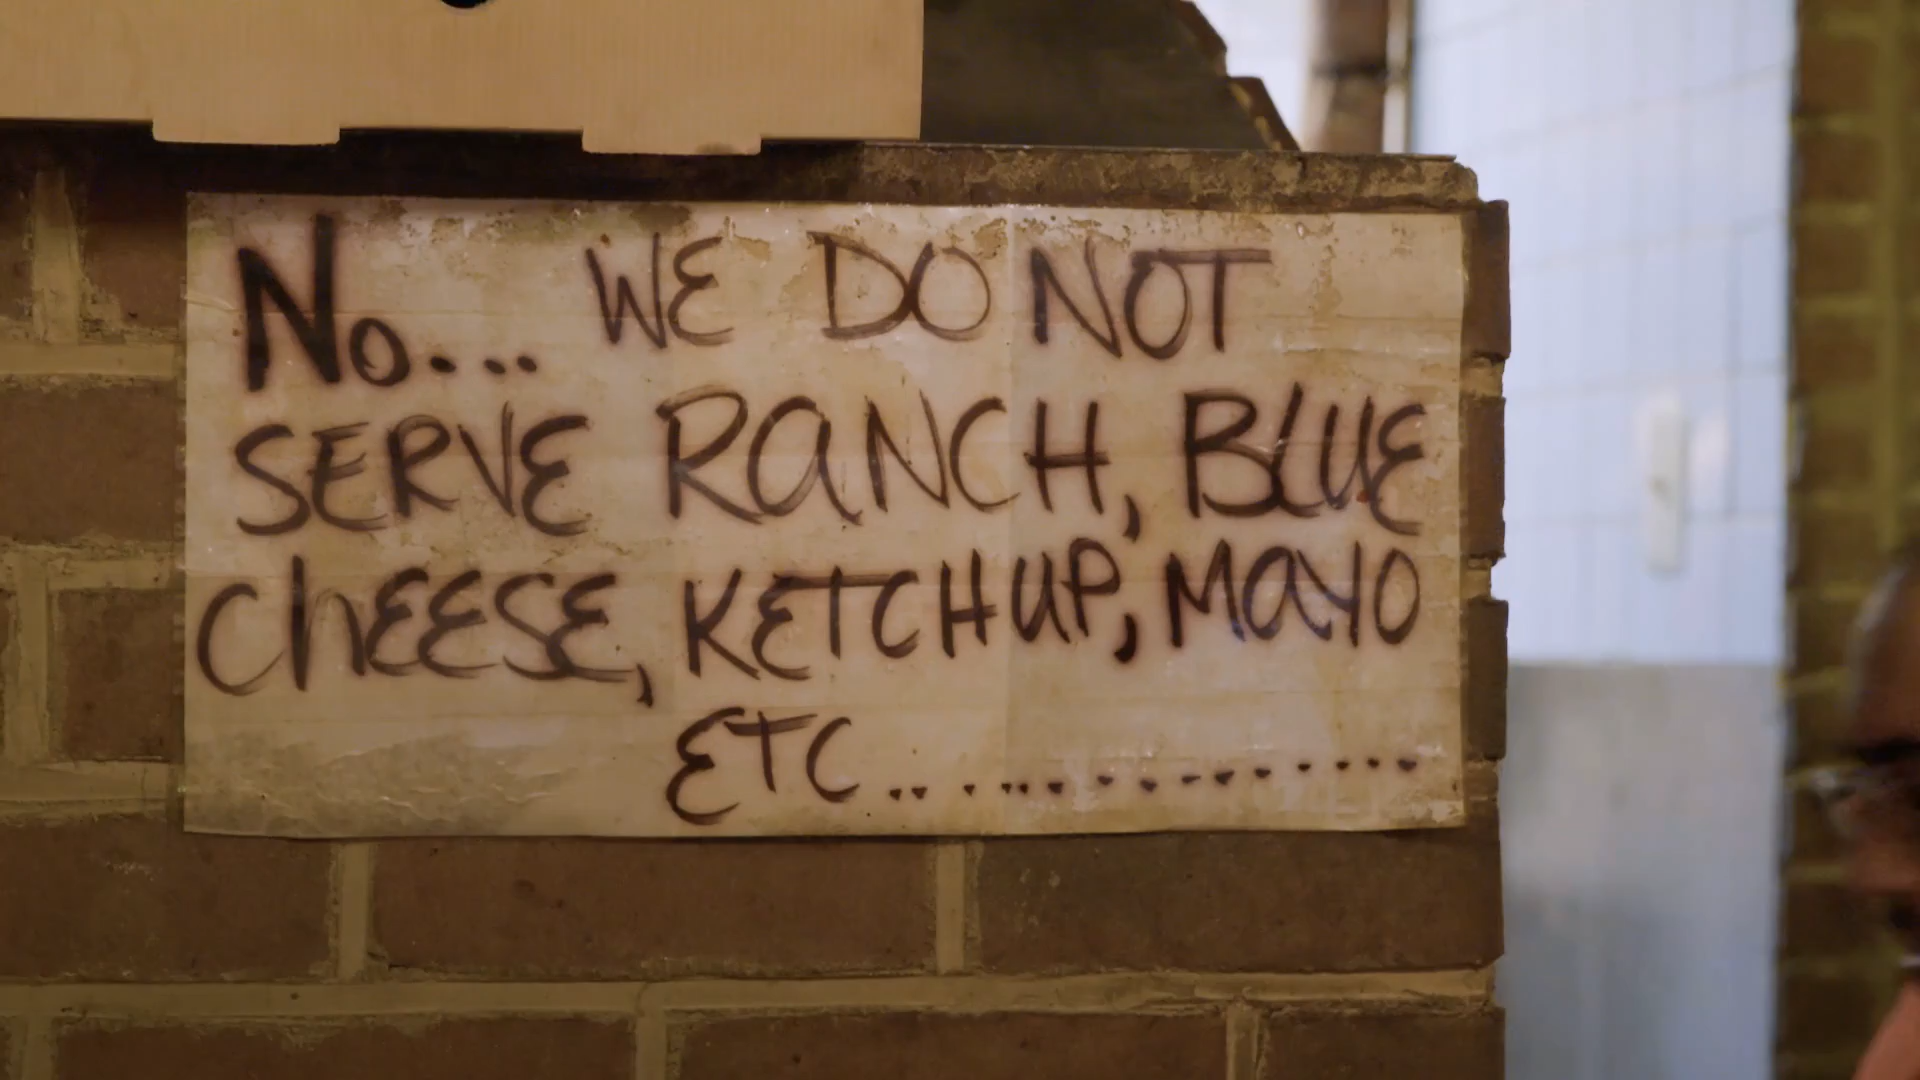 No.... WE DO NOT
SERVE RANCH, BLUE
CHEESE, KETCHUP, MAYO
ETC................